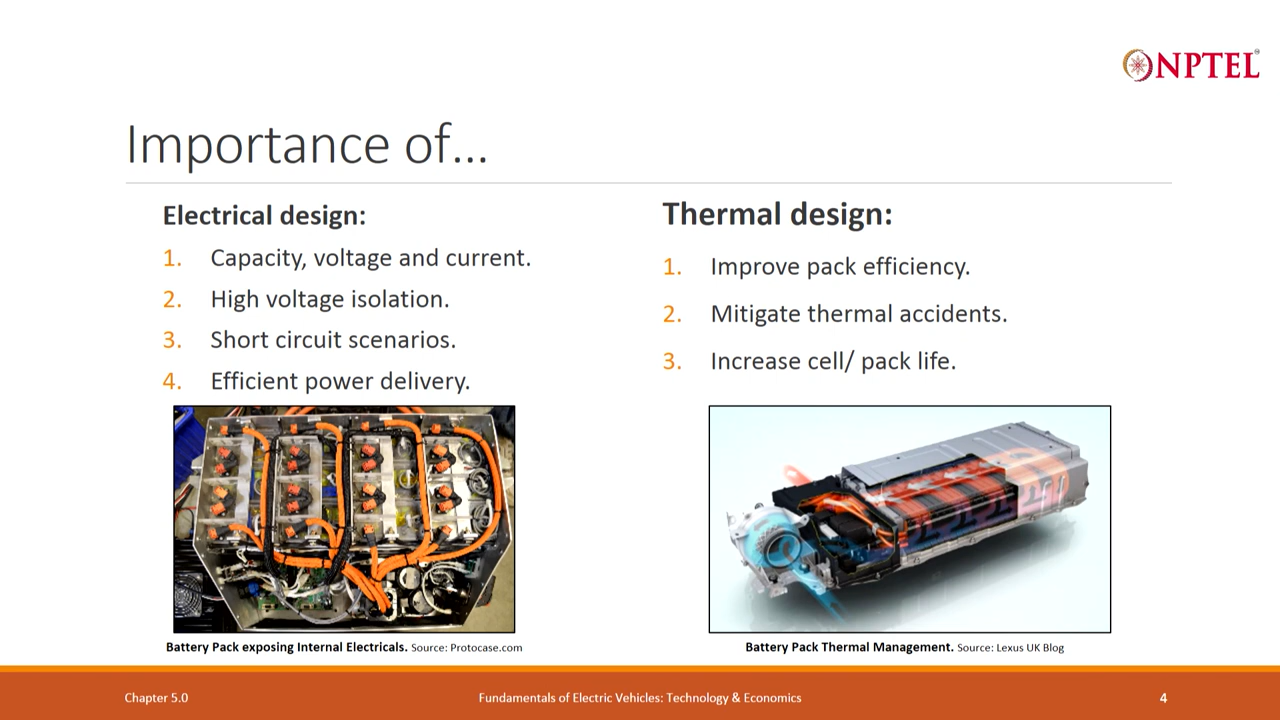 NPTEL
Importance of...
Electrical design:
1. Capacity, voltage and current.
2. High voltage isolation.
3. Short circuit scenarios.
4. Efficient power delivery.
Battery Pack exposing Internal Electricals. Source: Protocase.com
Thermal design:
1. Improve pack efficiency.
2. Mitigate thermal accidents.
3. Increase cell/ pack life.
Battery Pack Thermal Management. Source: Lexus UK Blog
Chapter 5.0
Fundamentals of Electric Vehicles: Technology & Economics
4